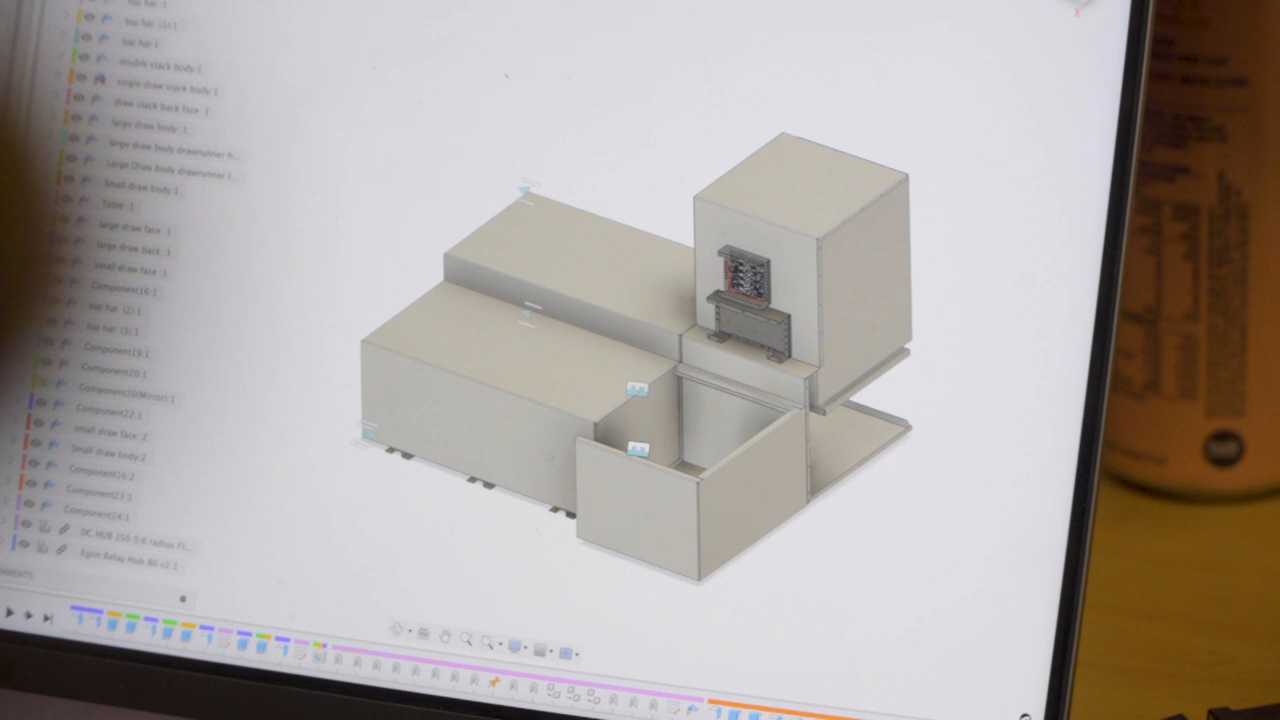 top hat:1
top hat (1):1
top hat:1
double stack body:1
single draw stack body:1
draw stack back face :1
large draw body :1
large draw body drawrunner h...
Large Draw body drawrunner f...
Small draw body:1
Table :1
large draw face :1
large draw back :1
small draw face :1
Component16:1
top hat (2):1
top hat (3):1
Component19:1
Component20:1
Component20(Mirror):1
Component22:1
small draw face :2
Small draw body:2
Component16:2
Component23:1
Component24:1
DC HUB 150 0.6 radius Fl...
Egon Relay Hub 80 v2:1
MMENTS
X